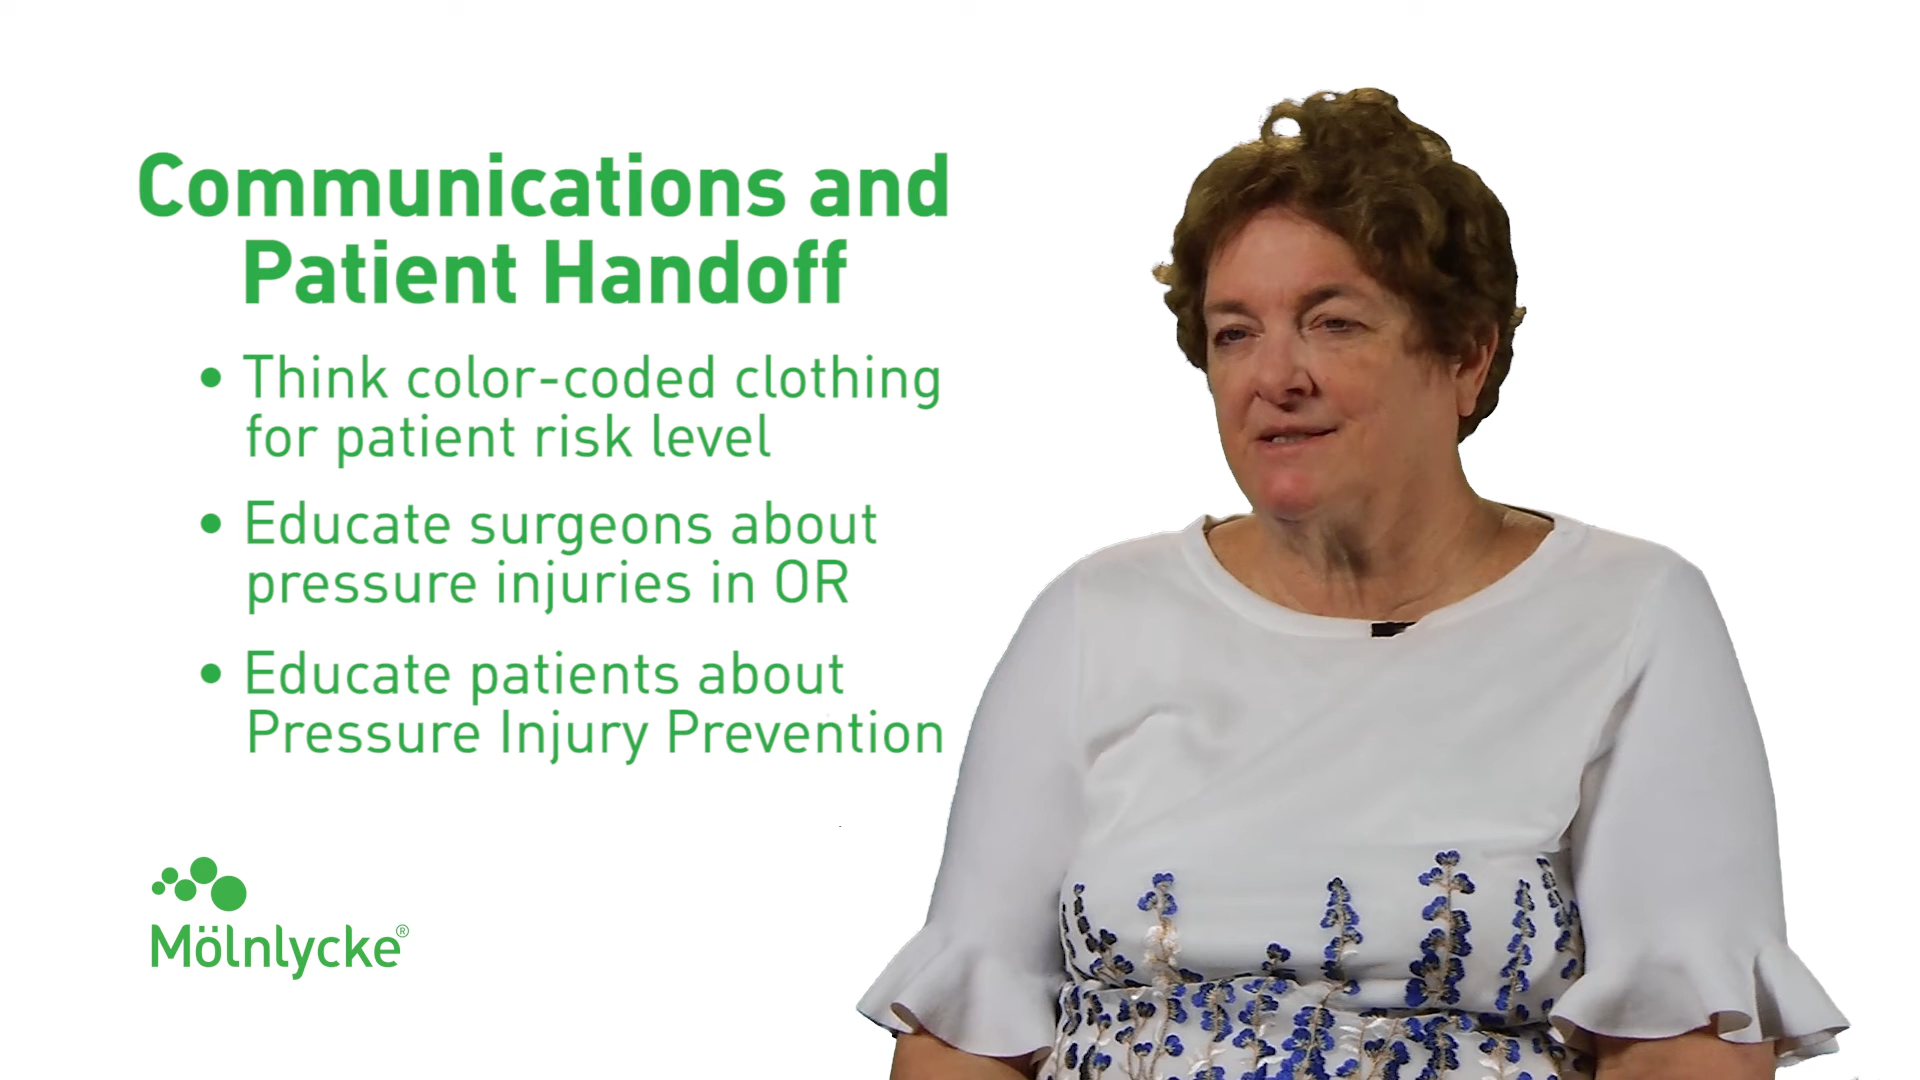 Communications and
Patient Handoff
• Think color-coded clothing
for patient risk level
• Educate surgeons about
pressure injuries in OR
• Educate patients about
Pressure Injury Prevention
Mölnlycke®